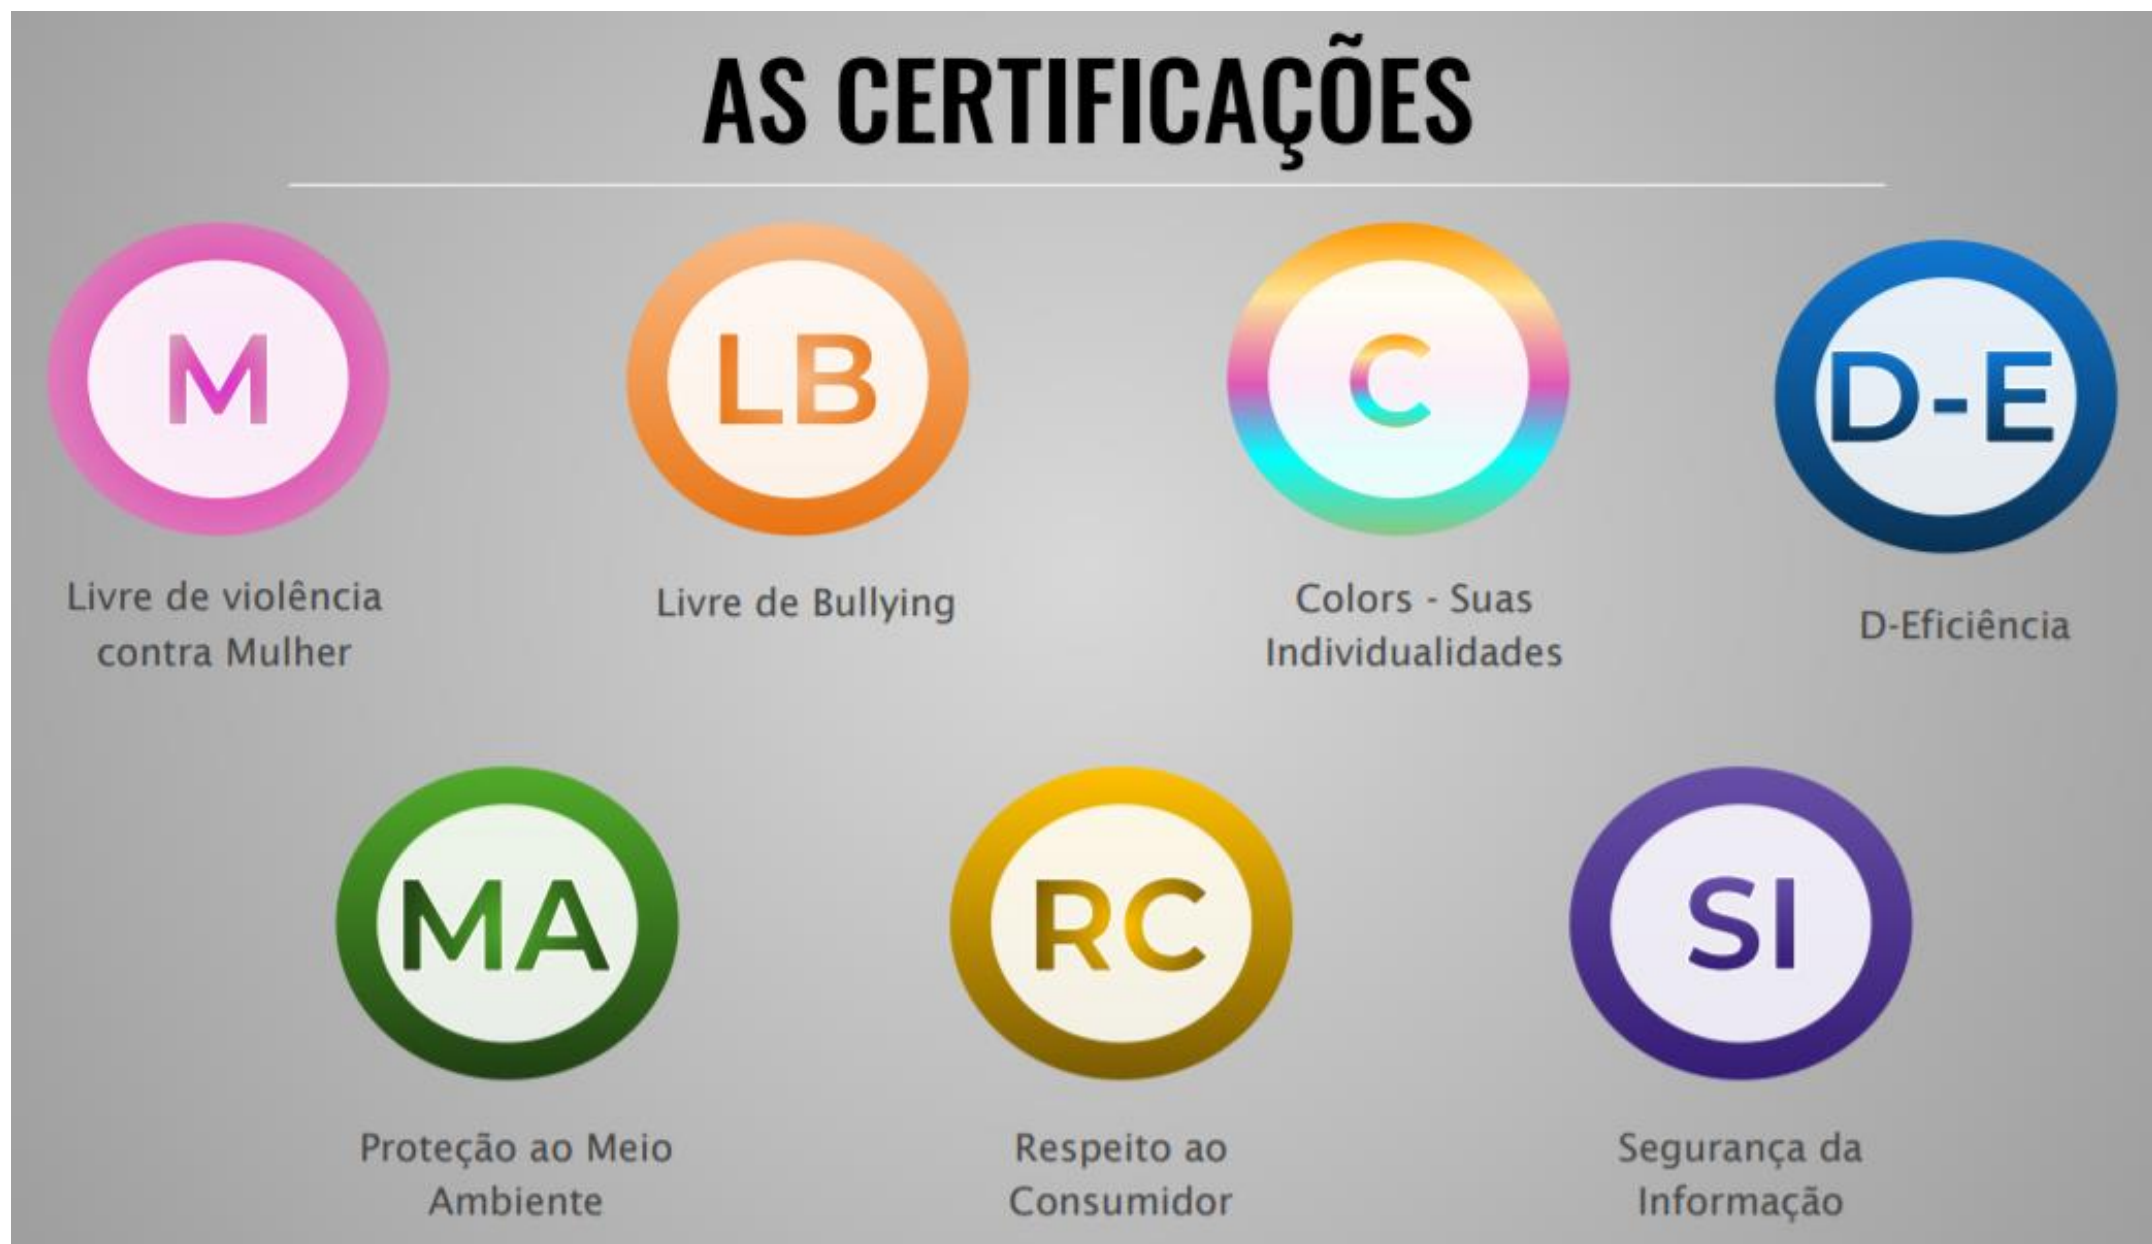 AS CERTIFICAÇÕES
M
LB
C
D-E
Livre de violência
contra Mulher
Livre de Bullying
Colors - Suas
Individualidades
D-Eficiência
MA
RC
SI
Proteção ao Meio
Ambiente
Respeito ao
Consumidor
Segurança da
Informação